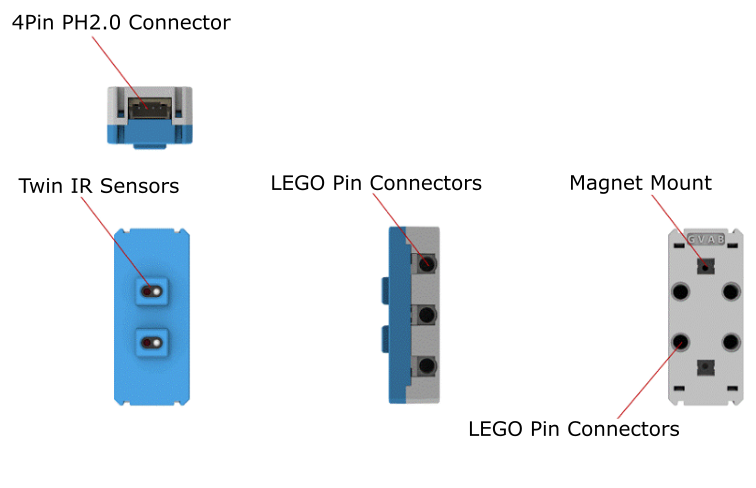 4Pin PH2.0 Connector
Twin IR Sensors
LEGO Pin Connectors
Magnet Mount
G V A B
LEGO Pin Connectors